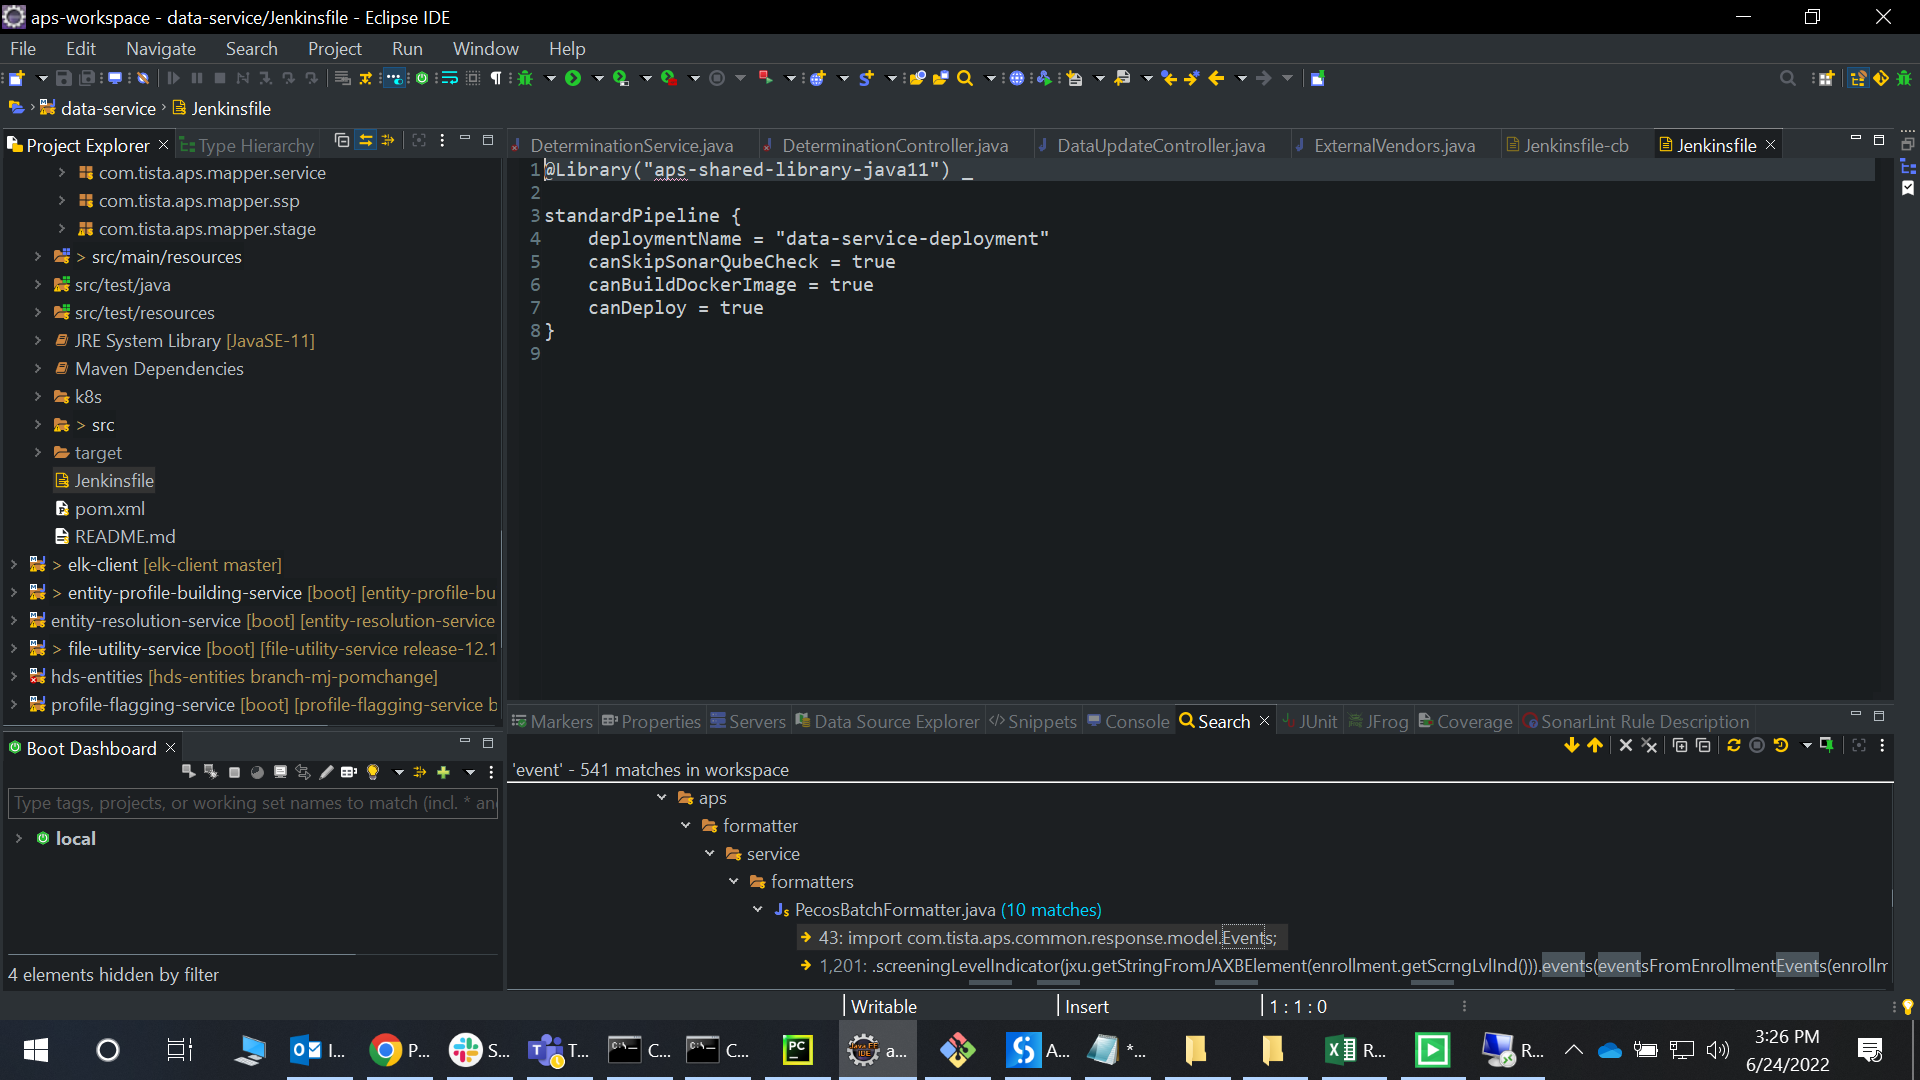 aps-workspace - data-service/Jenkinsfile - Eclipse IDE
File Edit Navigate Search Project Run Window Help
data-service Jenkinsfile
Project Explorer Type Hierarchy
com.tista.aps.mapper.service
com.tista.aps.mapper.ssp
com.tista.aps.mapper.stage
> src/main/resources
src/test/java
src/test/resources
JRE System Library [JavaSE-11]
Maven Dependencies
k8s
> src
target
Jenkinsfile
pom.xml
README.md
> elk-client [elk-client master]
> entity-profile-building-service [boot] [entity-profile-bu
entity-resolution-service [boot] [entity-resolution-service
> file-utility-service [boot] [file-utility-service release-12.1
hds-entities [hds-entities branch-mj-pomchange]
profile-flagging-service [boot] [profile-flagging-service b
DeterminationService.java DeterminationController.java DataUpdateController.java ExternalVendors.java Jenkinsfile-cb Jenkinsfile
1 @Library("aps-shared-library-java11") _
2
3 standardPipeline {
4 deploymentName = "data-service-deployment"
5 canSkipSonarQubeCheck = true
6 canBuildDockerImage = true
7 canDeploy = true
8 }
9
Boot Dashboard
Type tags, projects, or working set names to match (incl. * an
local
4 elements hidden by filter
Markers Properties Servers Data Source Explorer Snippets Console Search JUnit JFrog Coverage SonarLint Rule Description
'event' - 541 matches in workspace
aps
formatter
service
formatters
PecosBatchFormatter.java (10 matches)
43: import com.tista.aps.common.response.model.Events;
1,201: .screeningLevelIndicator(jxu.getStringFromJAXBElement(enrollment.getScrngLvlInd())).events(eventsFromEnrollmentEvents(enrollm
Writable Insert 1 : 1 : 0
I... P... S... T... C... C... PC a... A... *... R... R...
3:26 PM
6/24/2022